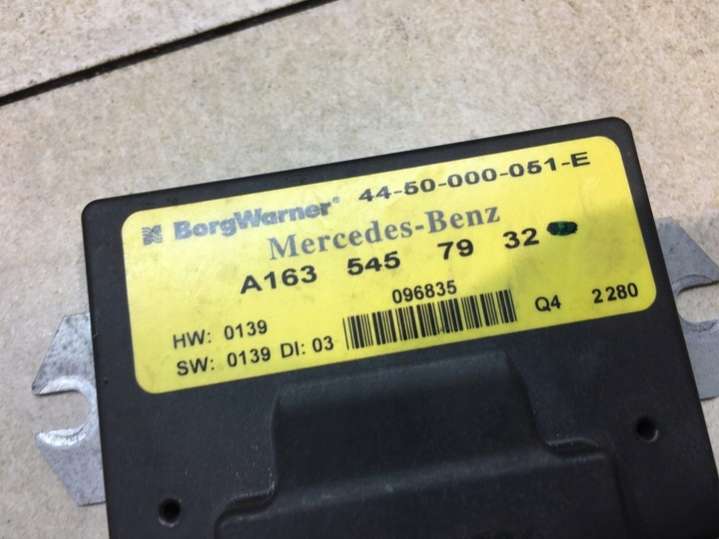 BorgWarner® 44-50-000-051-E
Mercedes-Benz
A163 545 79 32
096835
HW: 0139
SW: 0139 DI: 03
Q4 2280